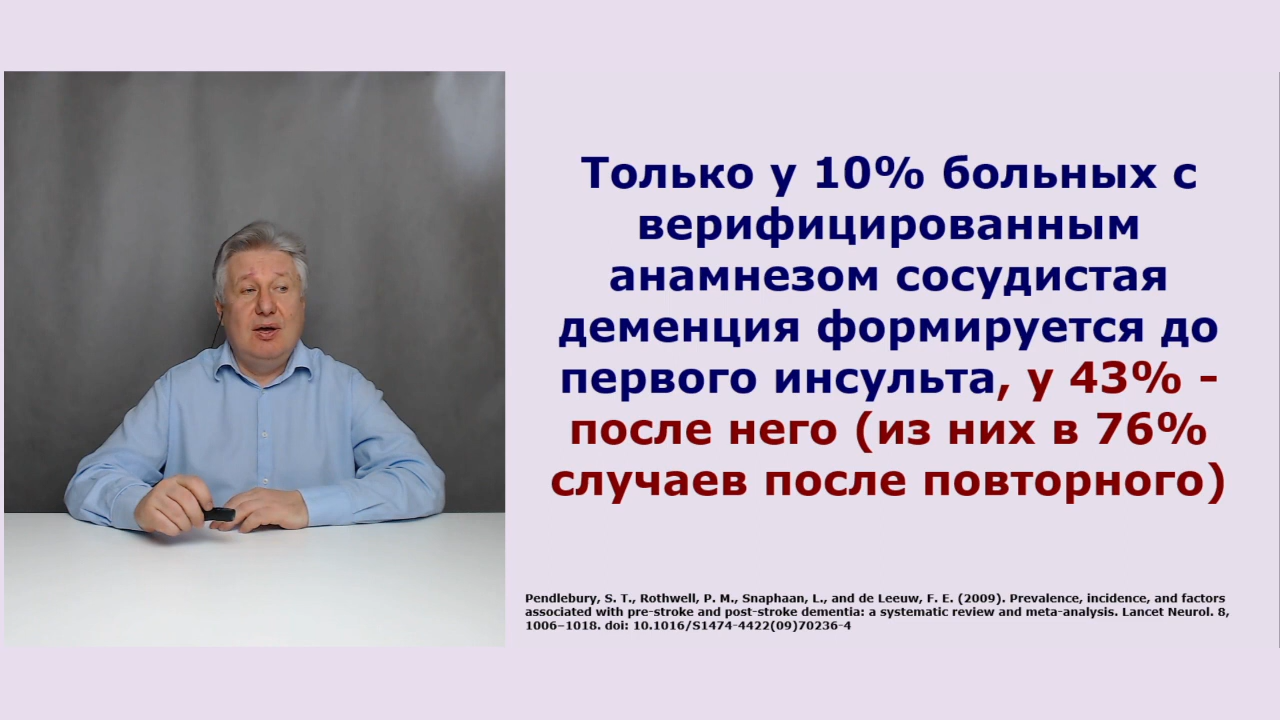 Только у 10% больных с
верифицированным
анамнезом сосудистая
деменция формируется до
первого инсульта, у 43% -
после него (из них в 76%
случаев после повторного)
Pendlebury, S. T., Rothwell, P. M., Snaphaan, L., and de Leeuw, F. E. (2009). Prevalence, incidence, and factors
associated with pre-stroke and post-stroke dementia: a systematic review and meta-analysis. Lancet Neurol. 8,
1006–1018. doi: 10.1016/S1474-4422(09)70236-4